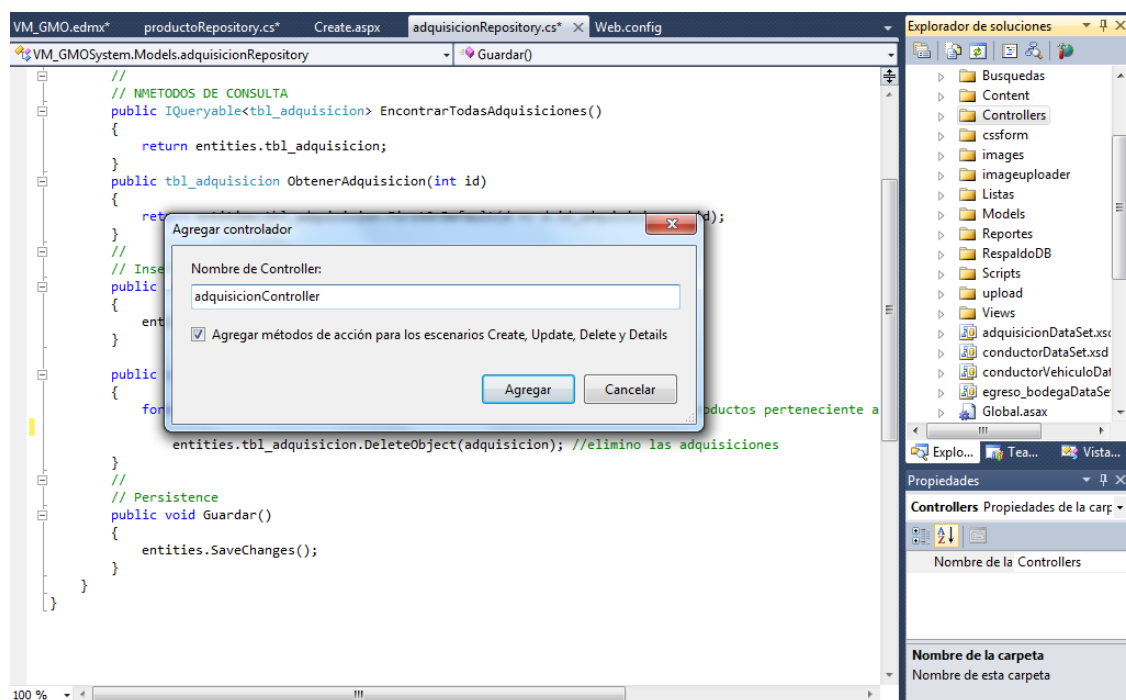 VM_GMO.edmx* productoRepository.cs* Create.aspx adquisicionRepository.cs* Web.config
VM_GMOSystem.Models.adquisicionRepository Guardar()
//
// NMETODOS DE CONSULTA
public IQueryable<tbl_adquisicion> EncontrarTodasAdquisiciones()
{
return entities.tbl_adquisicion;
}
public tbl_adquisicion ObtenerAdquisicion(int id)
{
ret d);
}
//
// Inse
public
{
ent
}
public
{
for oductos perteneciente a
entities.tbl_adquisicion.DeleteObject(adquisicion); //elimino las adquisiciones
}
//
// Persistence
public void Guardar()
{
entities.SaveChanges();
}
}
}
100 %
Agregar controlador
Nombre de Controller:
adquisicionController
Agregar métodos de acción para los escenarios Create, Update, Delete y Details
Agregar Cancelar
Explorador de soluciones
Busquedas
Content
Controllers
cssform
images
imageuploader
Listas
Models
Reportes
RespaldoDB
Scripts
upload
Views
adquisicionDataSet.xsd
conductorDataSet.xsd
conductorVehiculoDat
egreso_bodegaDataSe
Global.asax
Explo... Tea... Vista...
Propiedades
Controllers Propiedades de la carp
Nombre de la Controllers
Nombre de la carpeta
Nombre de esta carpeta